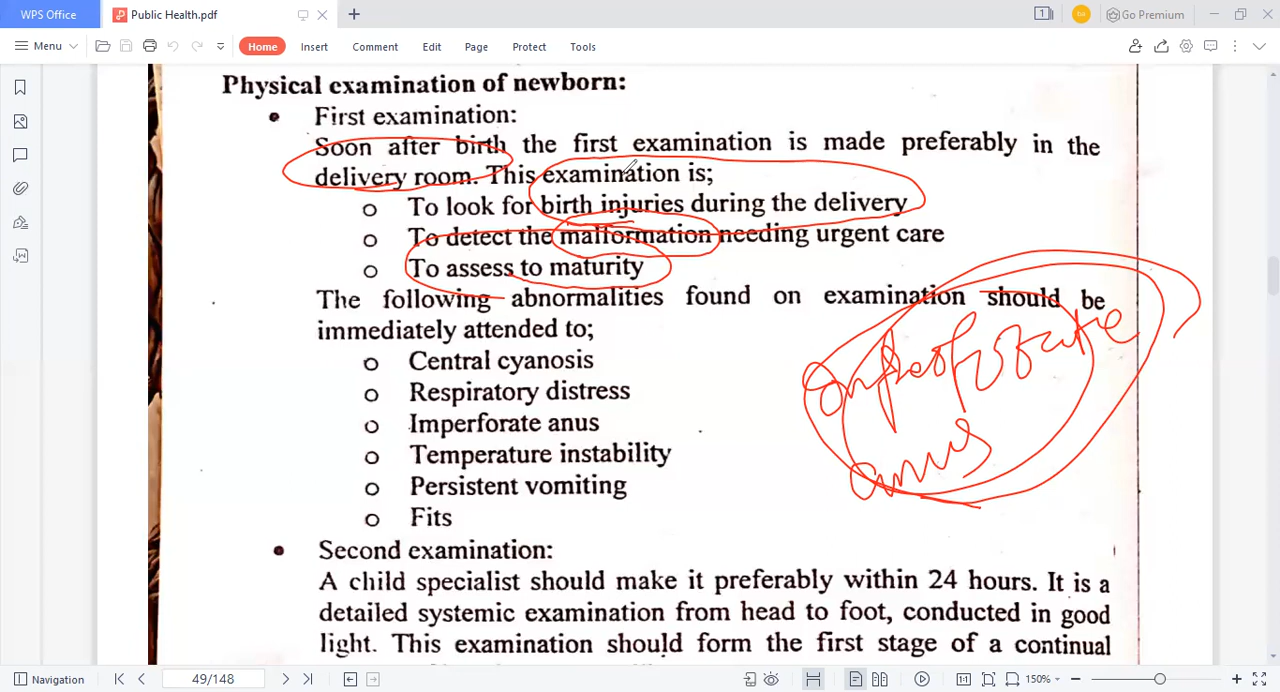 WPS Office
Public Health.pdf
Go Premium
Menu
Home
Insert
Comment
Edit
Page
Protect
Tools
Physical examination of newborn:
First examination:
Soon after birth the first examination is made preferably in the
delivery room. This examination is;
To look for birth injuries during the delivery
To detect the malformation needing urgent care
To assess to maturity
The following abnormalities found on examination should be
immediately attended to;
Central cyanosis
Respiratory distress
Imperforate anus
Temperature instability
Persistent vomiting
Fits
anus
Second examination:
A child specialist should make it preferably within 24 hours. It is a
detailed systemic examination from head to foot, conducted in good
light. This examination should form the first stage of a continual
Navigation
49/148
1:1
150%